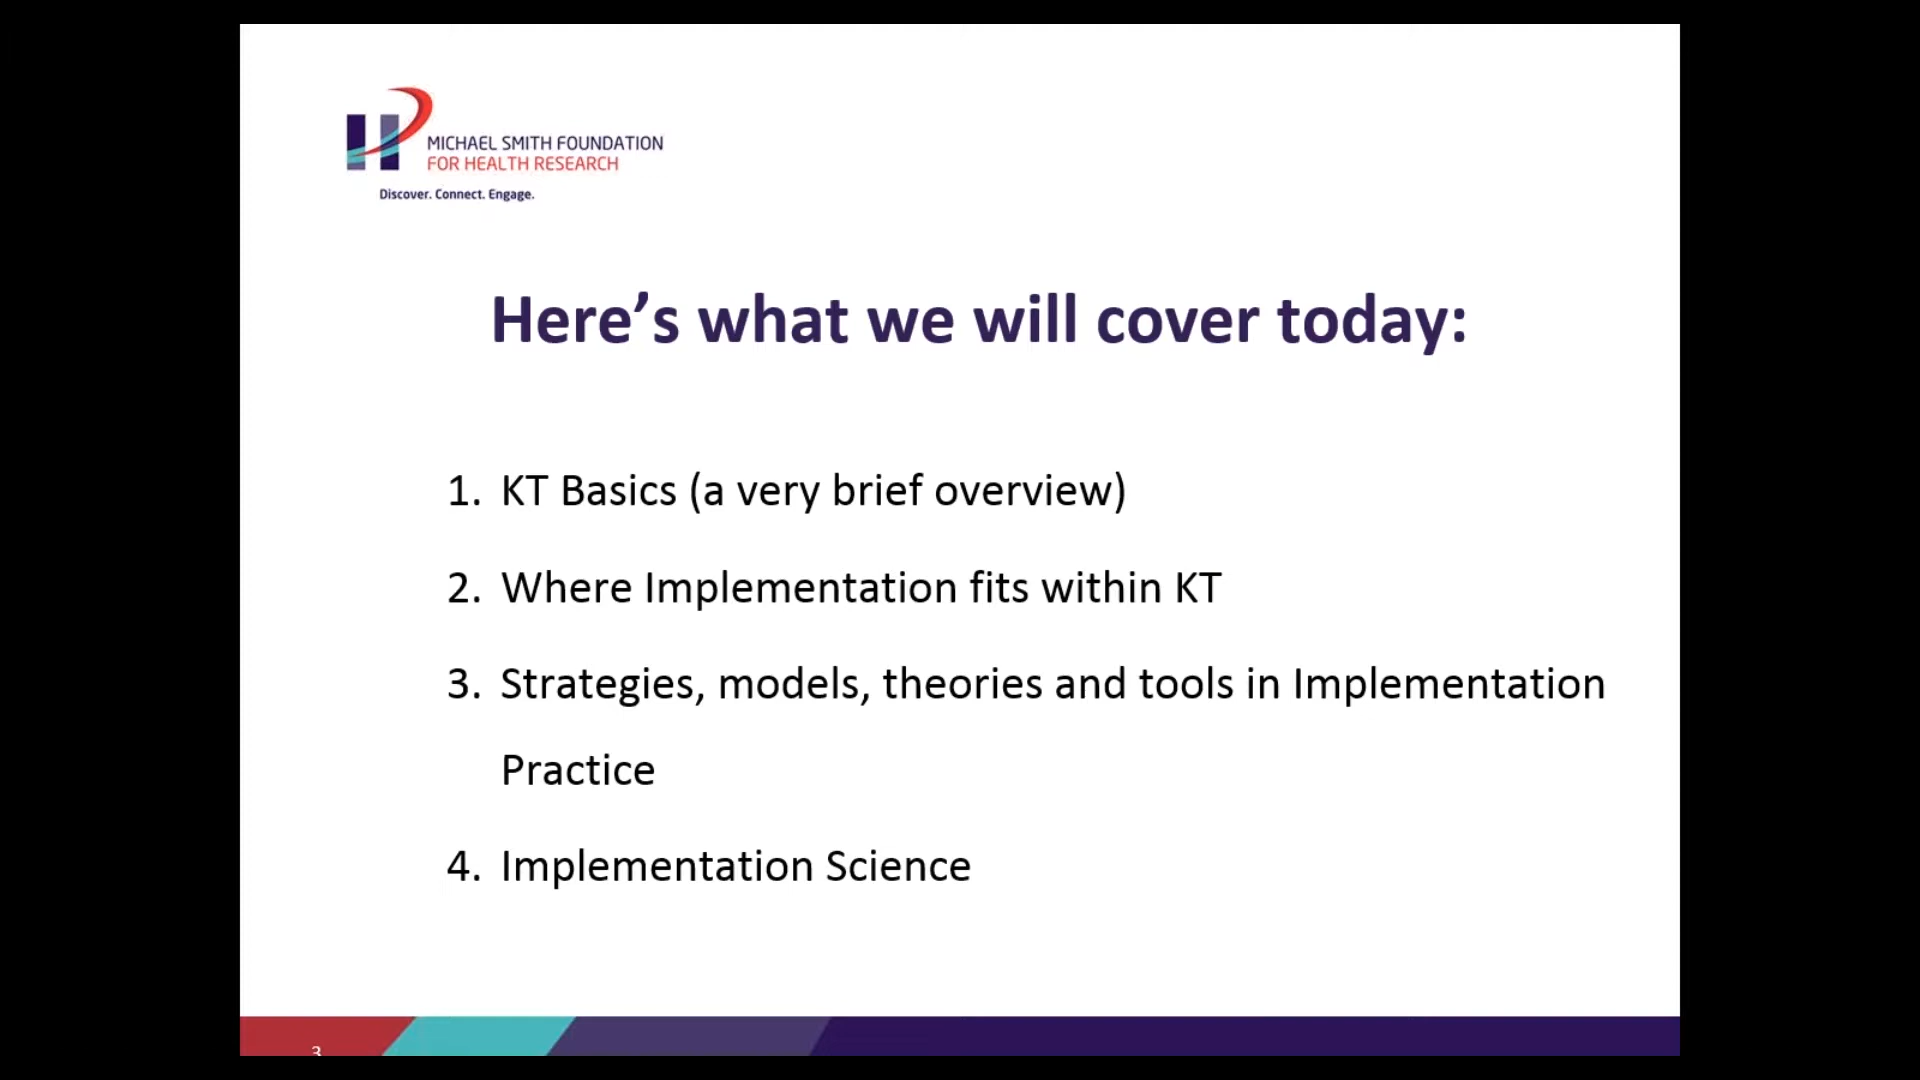 MICHAEL SMITH FOUNDATION
FOR HEALTH RESEARCH
Discover. Connect. Engage.
Here’s what we will cover today:
1. KT Basics (a very brief overview)
2. Where Implementation fits within KT
3. Strategies, models, theories and tools in Implementation
Practice
4. Implementation Science
3